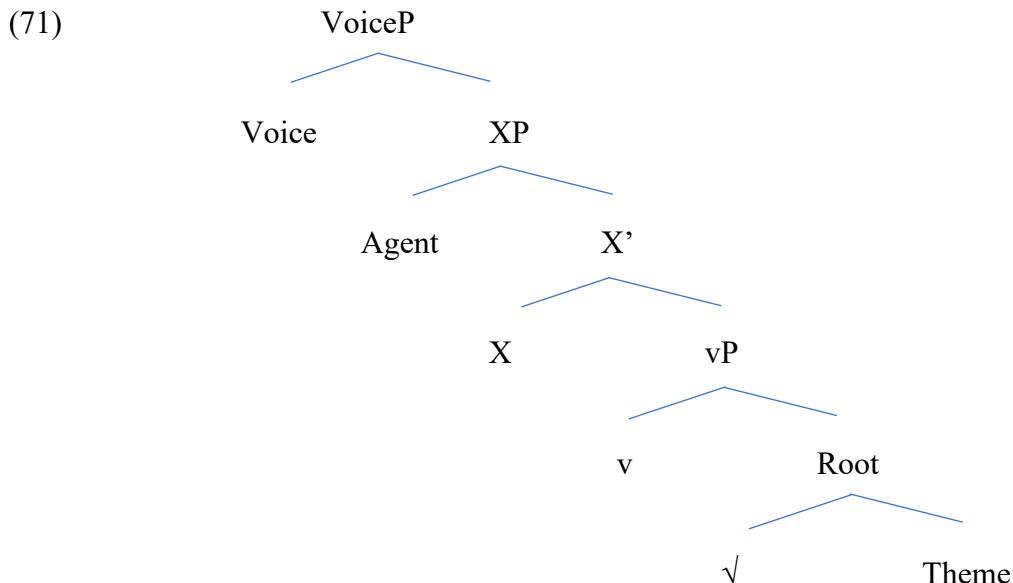 (71) VoiceP
Voice XP
Agent X’
X vP
v Root
√ Theme